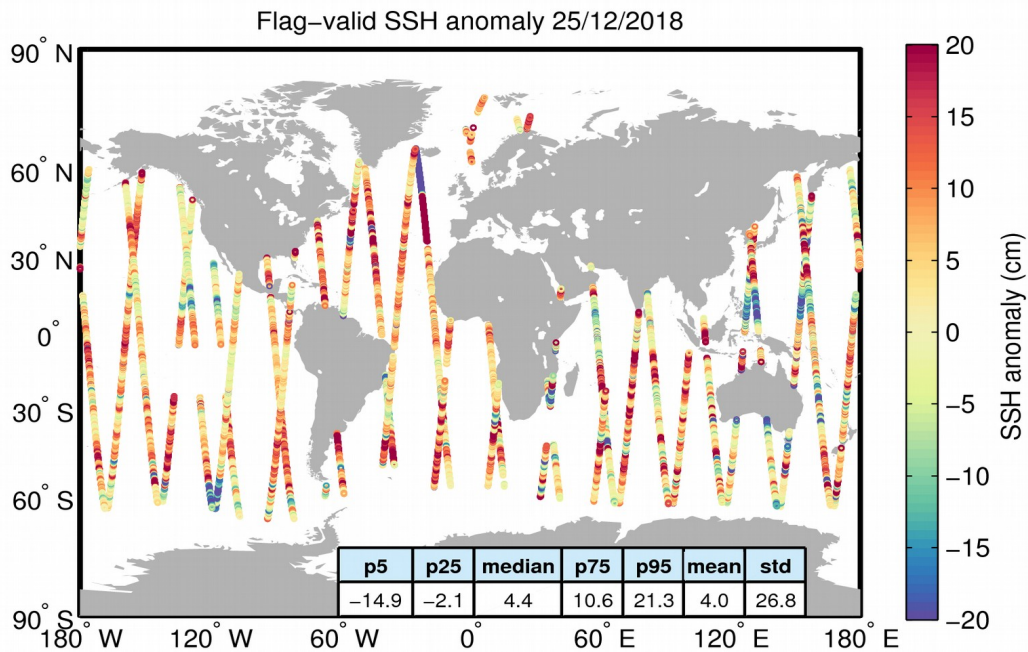 Flag−valid SSH anomaly 25/12/2018
90° N
60° N
30° N
0°
30° S
60° S
90° S
180° W
120° W
60° W
0°
60° E
120° E
180° E
p5 p25 median p75 p95 mean std
−14.9 −2.1 4.4 10.6 21.3 4.0 26.8
20
15
10
5
0
−5
−10
−15
−20
SSH anomaly (cm)